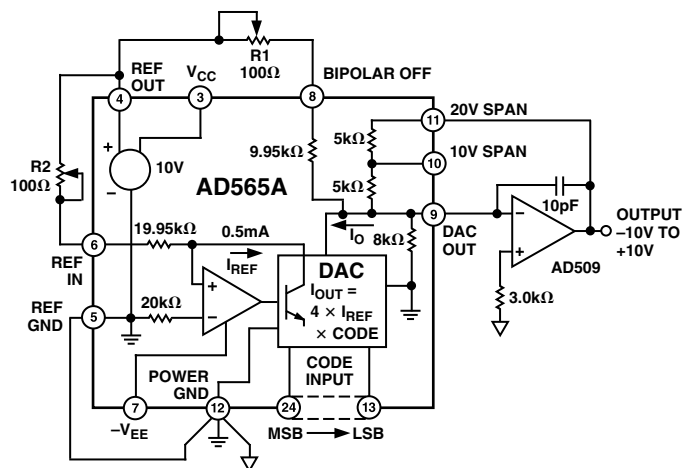 R1
100Ω
REF
OUT
VCC
BIPOLAR OFF
4
3
8
20V SPAN
11
R2
100Ω
+
10V
–
9.95kΩ
5kΩ
10V SPAN
10
AD565A
5kΩ
10pF
19.95kΩ
0.5mA
9
DAC
OUT
–
+
AD509
OUTPUT
–10V TO
+10V
6
REF
IN
IREF
IO
8kΩ
DAC
IOUT =
4 × IREF
× CODE
+
–
3.0kΩ
REF
GND
5
20kΩ
POWER
GND
CODE
INPUT
7
12
24
13
–VEE
MSB
LSB